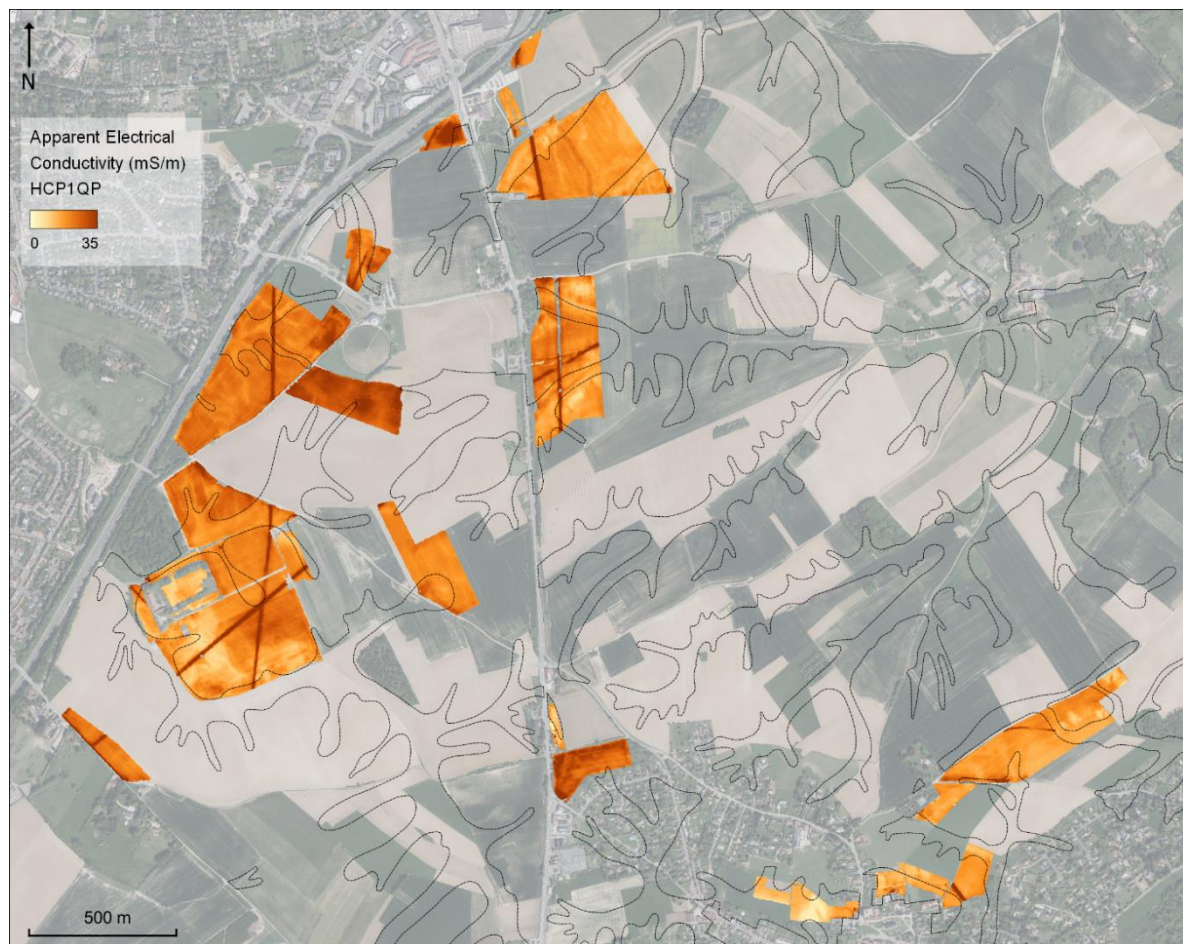 N
Apparent Electrical
Conductivity (mS/m)
HCP1QP
0 35
500 m